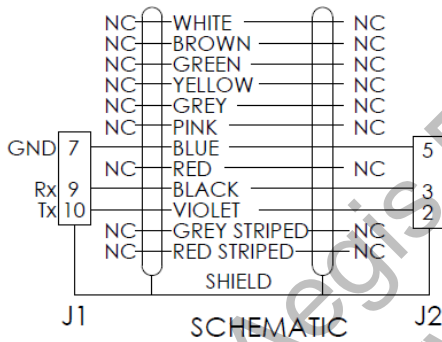 NC WHITE NC
NC BROWN NC
NC GREEN NC
NC YELLOW NC
NC GREY NC
NC PINK NC
GND 7 BLUE 5
NC RED NC
Rx 9 BLACK 3
Tx 10 VIOLET 2
NC GREY STRIPED NC
NC RED STRIPED NC
SHIELD
J1 J2
SCHEMATIC
Aegis